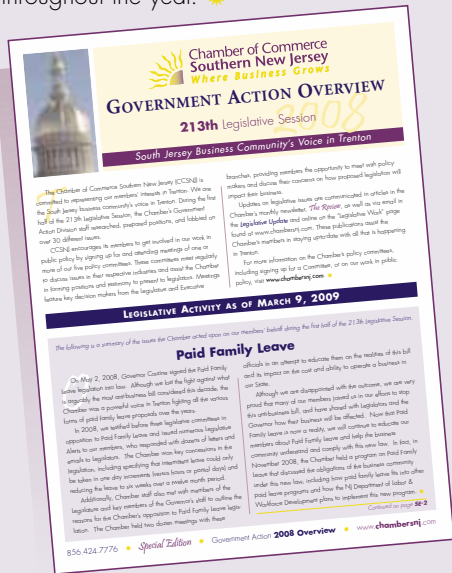 throughout the year.
Chamber of Commerce
Southern New Jersey
Where Business Grows
GOVERNMENT ACTION OVERVIEW
2008
213th Legislative Session
South Jersey Business Community's Voice in Trenton
The Chamber of Commerce Southern New Jersey (CCSNJ) is
committed to representing our members' interests in Trenton. We are
the South Jersey business community's voice in Trenton. During the first
half of the 213th Legislative Session, the Chamber's Government
Action Division staff researched, prepared positions, and lobbied on
over 30 different issues.
CCSNJ encourages its members to get involved in our work in
public policy by signing up for and attending meetings of one or
more of our five policy committees. These committees meet regularly
to discuss issues in their respective industries and assist the Chamber
in forming positions and testimony to present to legislation. Meetings
feature key decision makers from the Legislative and Executive
branches, providing members the opportunity to meet with policy
makers and discuss their concerns on how proposed legislation will
impact their business.
Updates on legislative issues are communicated in articles in the
Chamber's monthly newsletter, The Review, as well as via email in
the Legislative Update and online on the "Legislative Work" page
found at www.chambersnj.com. These publications assist the
Chamber's members in staying up-to-date with all that is happening
in Trenton.
For more information on the Chamber's policy committees,
including signing up for a Committee, or on our work in public
policy, visit www.chambersnj.com
LEGISLATIVE ACTIVITY AS OF MARCH 9, 2009
The following is a summary of the issues the Chamber acted upon on our members' behalf during the first half of the 213th Legislative Session.
Paid Family Leave
On May 2, 2008, Governor Corzine signed the Paid Family
Leave legislation into law. Although we lost the fight against what
is arguably the most anti-business bill considered this decade, the
Chamber was a powerful voice in Trenton fighting all the various
forms of paid family leave proposals over the years.
In 2008, we testified before three legislative committees in
opposition to Paid Family Leave and issued numerous Legislative
Alerts to our members, who responded with dozens of letters and
emails to legislators. The Chamber won key concessions in the
legislation, including specifying that intermittent leave could only
be taken in one day increments (versus hours or partial days) and
reducing the leave to six weeks over a twelve month period.
Additionally, Chamber staff also met with members of the
Legislature and key members of the Governor's staff to outline the
reasons for the Chamber's opposition to Paid Family Leave legis-
lation. The Chamber held two dozen meetings with these
officials in an attempt to educate them on the realities of this bill
and its impact on the cost and ability to operate a business in
our State.
Although we are disappointed with the outcome, we are very
proud that many of our members joined us in our efforts to stop
this anti-business bill, and have shared with Legislators and the
Governor how their business will be affected. Now that Paid
Family Leave is now a reality, we will continue to educate our
members about Paid Family Leave and help the business
community understand and comply with this new law. In fact, in
November 2008, the Chamber held a program on Paid Family
Leave that discussed the obligations of the business community
under this new law, including how paid family leave fits into other
paid leave programs and how the NJ Department of Labor &
Workforce Development plans to implement this new program.
Continued on page SE-2
856.424.7776 Special Edition Government Action 2008 Overview www.chambersnj.com